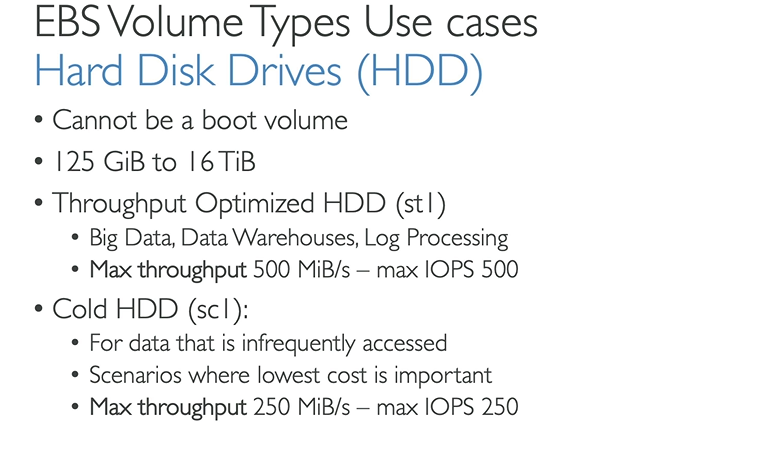 EBS Volume Types Use cases
Hard Disk Drives (HDD)
• Cannot be a boot volume
• 125 GiB to 16 TiB
• Throughput Optimized HDD (st1)
• Big Data, Data Warehouses, Log Processing
• Max throughput 500 MiB/s – max IOPS 500
• Cold HDD (sc1):
• For data that is infrequently accessed
• Scenarios where lowest cost is important
• Max throughput 250 MiB/s – max IOPS 250